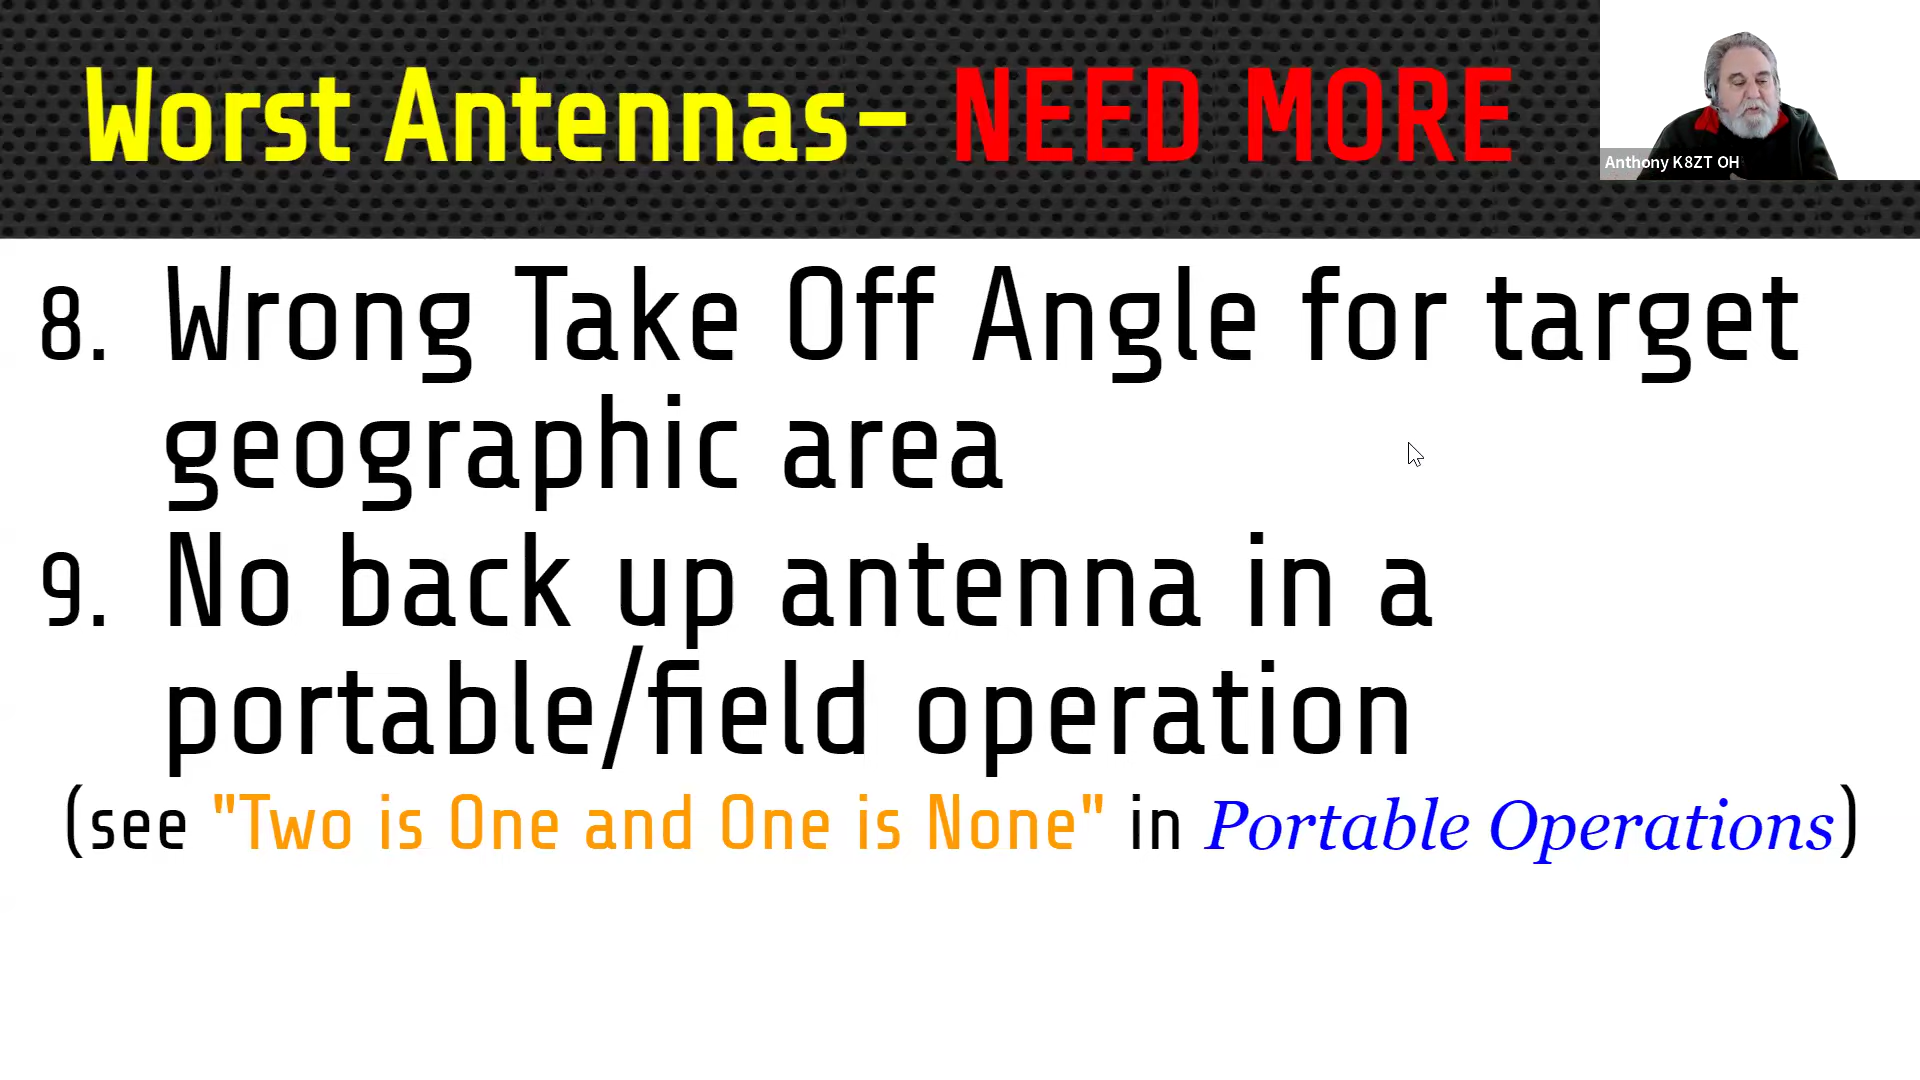 Worst Antennas– NEED MORE
Anthony K8ZT OH
8. Wrong Take Off Angle for target
geographic area
9. No back up antenna in a
portable/field operation
(see "Two is One and One is None" in Portable Operations)